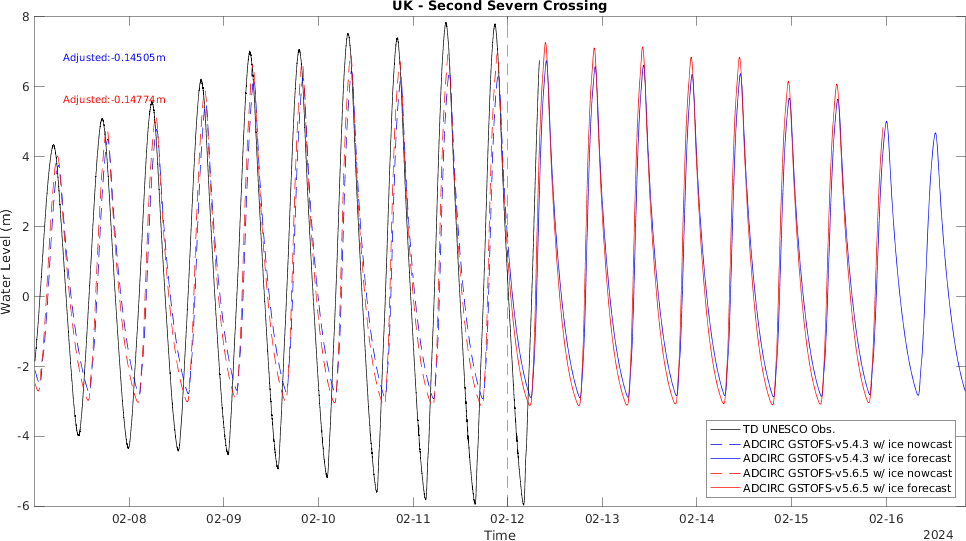 UK - Second Severn Crossing
8
6
4
2
0
-2
-4
-6
Water Level (m)
Adjusted:-0.14505m
Adjusted:-0.14774m
TD UNESCO Obs.
ADCIRC GSTOFS-v5.4.3 w/ ice nowcast
ADCIRC GSTOFS-v5.4.3 w/ ice forecast
ADCIRC GSTOFS-v5.6.5 w/ ice nowcast
ADCIRC GSTOFS-v5.6.5 w/ ice forecast
02-08 02-09 02-10 02-11 02-12 02-13 02-14 02-15 02-16
Time
2024